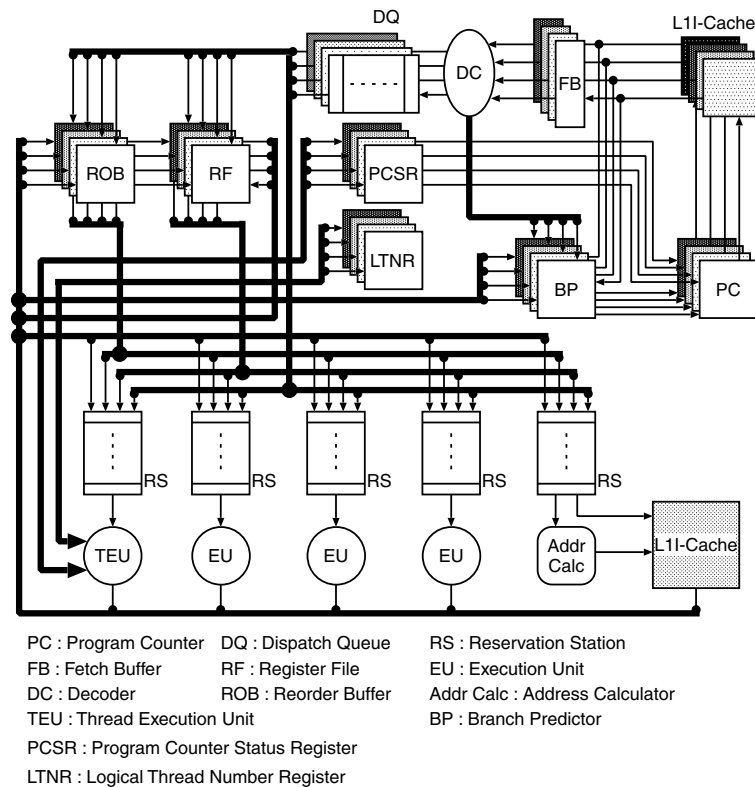 DQ
L1I-Cache
DC
FB
ROB
RF
PCSR
LTNR
BP
PC
RS
RS
RS
RS
RS
TEU
EU
EU
EU
Addr
Calc
L1I-Cache
PC : Program Counter DQ : Dispatch Queue RS : Reservation Station
FB : Fetch Buffer RF : Register File EU : Execution Unit
DC : Decoder ROB : Reorder Buffer Addr Calc : Address Calculator
TEU : Thread Execution Unit BP : Branch Predictor
PCSR : Program Counter Status Register
LTNR : Logical Thread Number Register